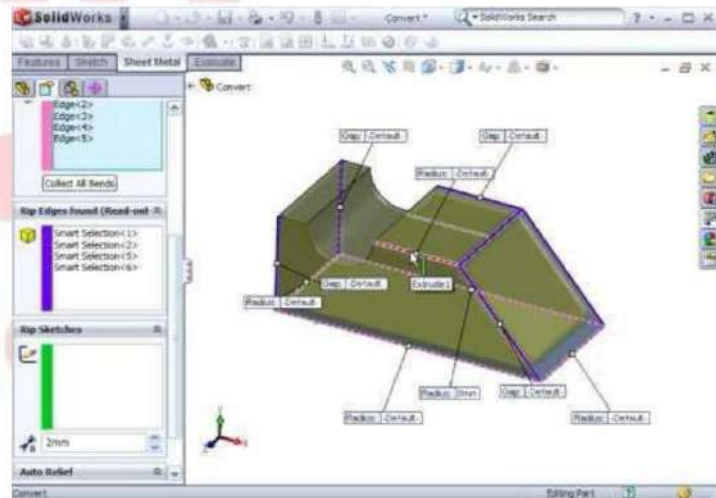 SolidWorks
Convert *
SolidWorks Search
Features Sketch Sheet Metal Evaluate
Convert
Edge<2>
Edge<3>
Edge<4>
Edge<5>
Collect All Bends
Rip Edges found (Read-onl
Smart Selection<1>
Smart Selection<2>
Smart Selection<5>
Smart Selection<6>
Rip Sketches
2mm
Auto Relief
Gap: -Default-
Gap: -Default-
Radius: -Default-
Gap: -Default-
Extrude1
Radius: -Default-
Radius: 0mm
Gap: -Default-
Radius: -Default-
Radius: -Default-
Convert
Editing Part